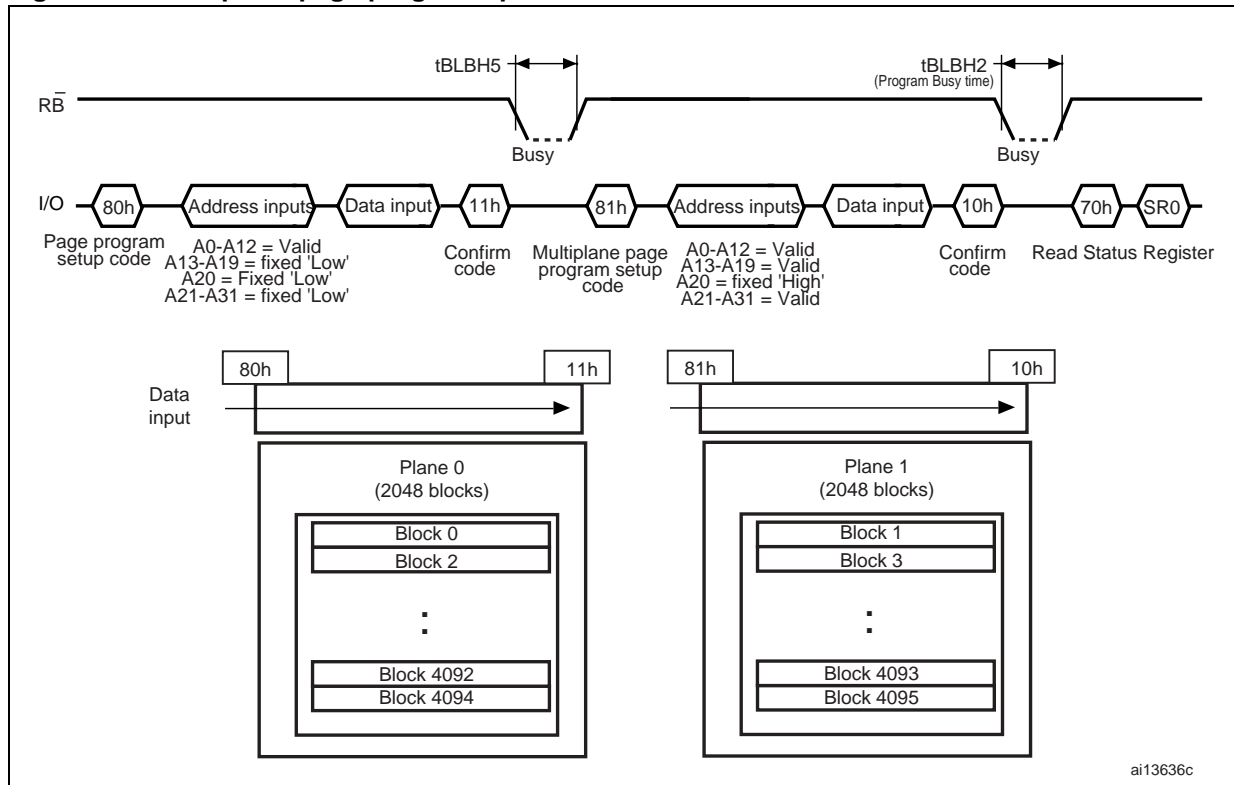 tBLBH5
tBLBH2
(Program Busy time)
RB̅
Busy
Busy
I/O
80h
Address inputs
Data input
11h
81h
Address inputs
Data input
10h
70h
SR0
Page program
setup code
A0-A12 = Valid
A13-A19 = fixed 'Low'
A20 = Fixed 'Low'
A21-A31 = fixed 'Low'
Confirm
code
Multiplane page
program setup
code
A0-A12 = Valid
A13-A19 = Valid
A20 = fixed 'High'
A21-A31 = Valid
Confirm
code
Read Status Register
80h
11h
81h
10h
Data
input
Plane 0
(2048 blocks)
Block 0
Block 2
:
Block 4092
Block 4094
Plane 1
(2048 blocks)
Block 1
Block 3
:
Block 4093
Block 4095
ai13636c